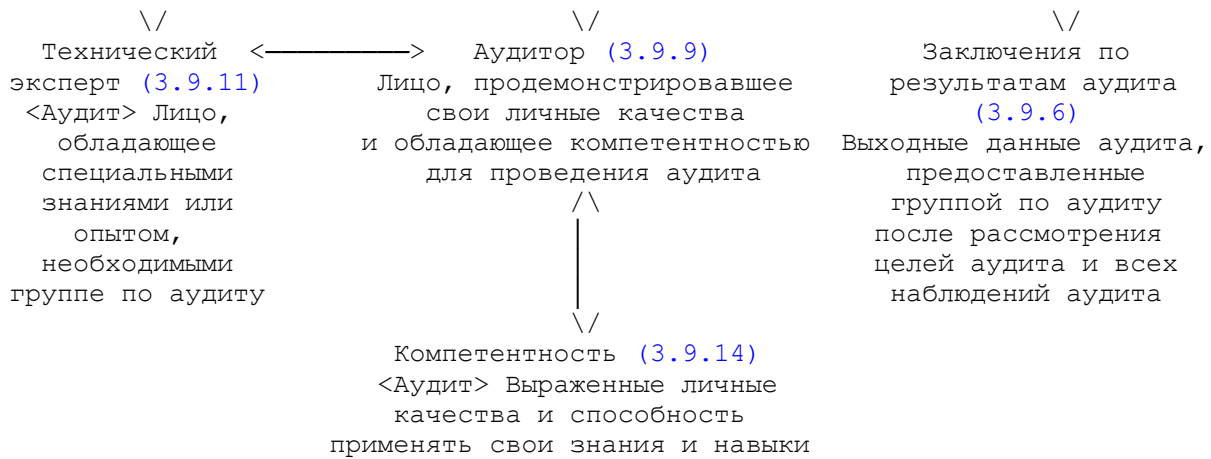 Технический
эксперт (3.9.11)
<Аудит> Лицо,
обладающее
специальными
знаниями или
опытом,
необходимыми
группе по аудиту
Аудитор (3.9.9)
Лицо, продемонстрировавшее
свои личные качества
и обладающее компетентностью
для проведения аудита
Заключения по
результатам аудита
(3.9.6)
Выходные данные аудита,
предоставленные
группой по аудиту
после рассмотрения
целей аудита и всех
наблюдений аудита
Компетентность (3.9.14)
<Аудит> Выраженные личные
качества и способность
применять свои знания и навыки